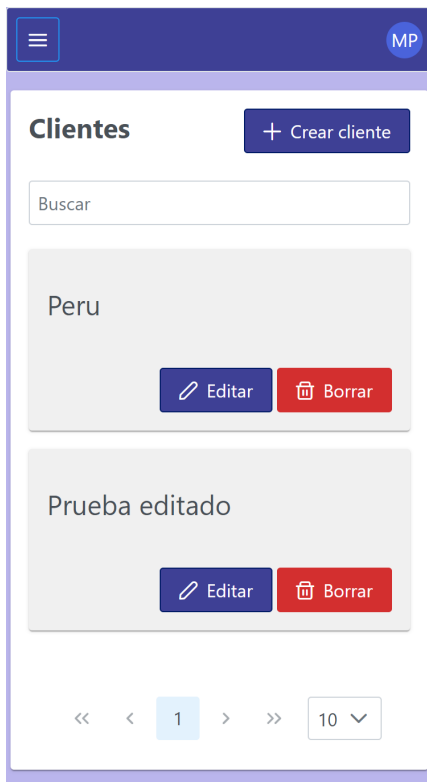 MP
Clientes
Crear cliente
Buscar
Peru
Editar
Borrar
Prueba editado
Editar
Borrar
1
10